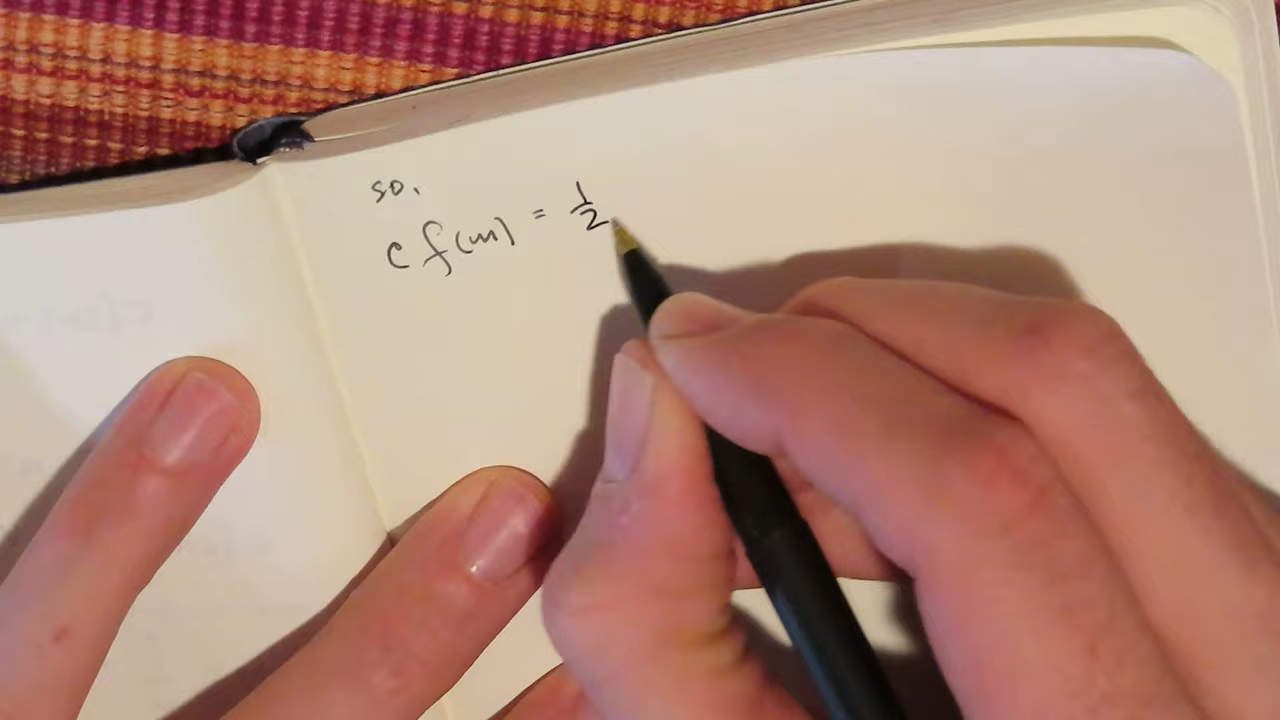 so,
c f(m) = 1/2